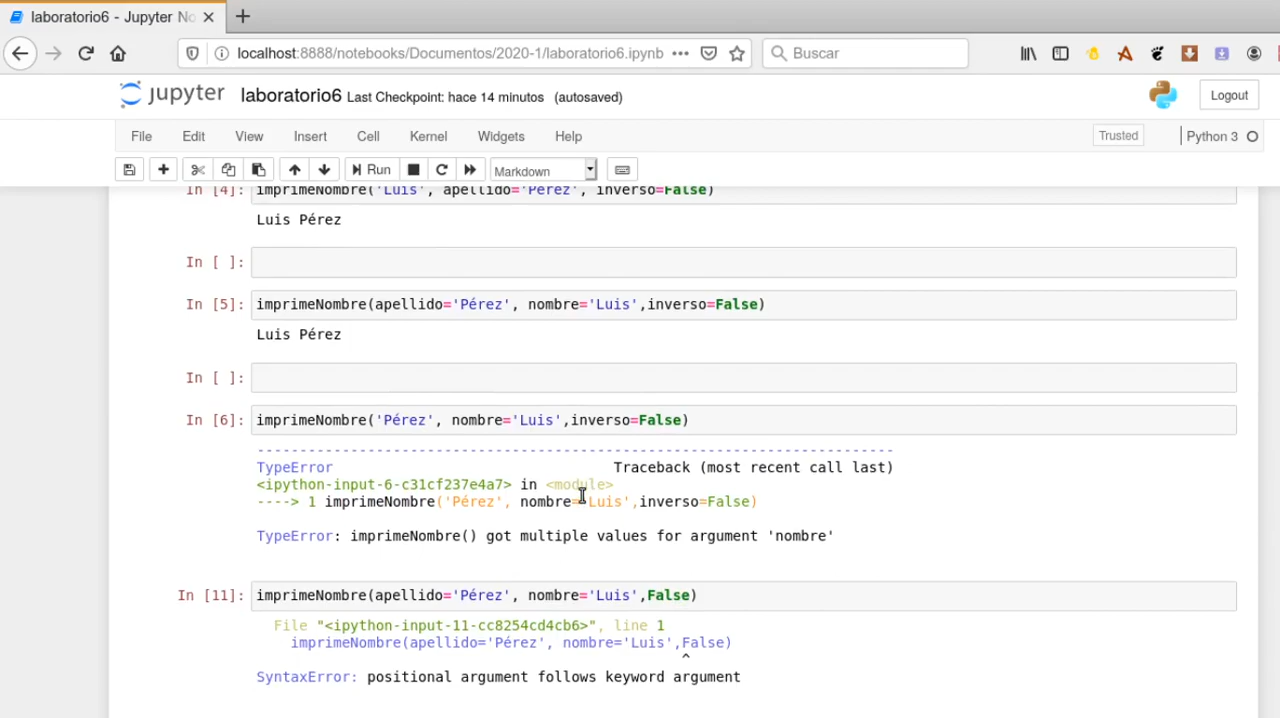 laboratorio6 - Jupyter No
localhost:8888/notebooks/Documentos/2020-1/laboratorio6.ipynb
Buscar
jupyter laboratorio6 Last Checkpoint: hace 14 minutos (autosaved)
Logout
File Edit View Insert Cell Kernel Widgets Help
Trusted Python 3
Run Markdown
In [4]: imprimeNombre('Luis', apellido='Pérez', inverso=False)
Luis Pérez
In [ ]:
In [5]: imprimeNombre(apellido='Pérez', nombre='Luis',inverso=False)
Luis Pérez
In [ ]:
In [6]: imprimeNombre('Pérez', nombre='Luis',inverso=False)
---------------------------------------------------------------------------
TypeError Traceback (most recent call last)
<ipython-input-6-c31cf237e4a7> in <module>
----> 1 imprimeNombre('Pérez', nombre='Luis',inverso=False)
TypeError: imprimeNombre() got multiple values for argument 'nombre'
In [11]: imprimeNombre(apellido='Pérez', nombre='Luis',False)
File "<ipython-input-11-cc8254cd4cb6>", line 1
imprimeNombre(apellido='Pérez', nombre='Luis',False)
^
SyntaxError: positional argument follows keyword argument